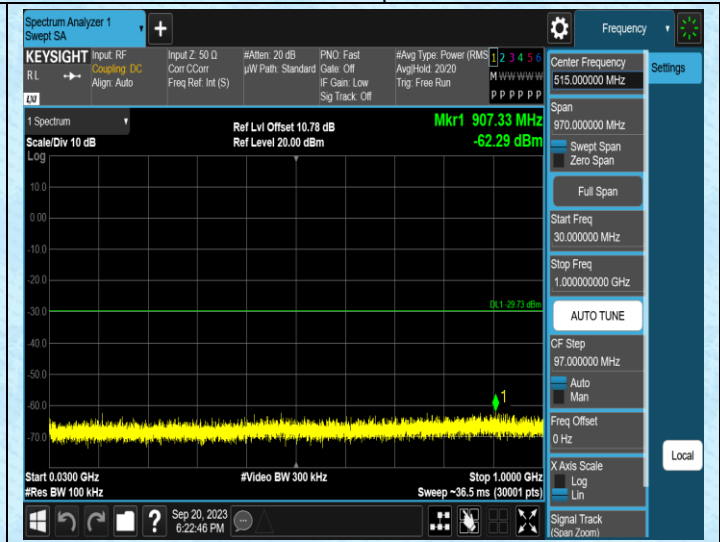 Spectrum Analyzer 1
Swept SA
+
Frequency
KEYSIGHT
RL
LXI
Input: RF
Coupling: DC
Align: Auto
Input Z: 50 Ω
Corr CCorr
Freq Ref: Int (S)
#Atten: 20 dB
µW Path: Standard
PNO: Fast
Gate: Off
IF Gain: Low
Sig Track: Off
#Avg Type: Power (RMS
Avg|Hold: 20/20
Trig: Free Run
1 2 3 4 5 6
M W W W W W
P P P P P P
1 Spectrum
Scale/Div 10 dB
Log
Ref Lvl Offset 10.78 dB
Ref Level 20.00 dBm
Mkr1 907.33 MHz
-62.29 dBm
10.0
0.00
-10.0
-20.0
-30.0
DL1 -29.73 dBm
-40.0
-50.0
-60.0
1
-70.0
Start 0.0300 GHz
#Res BW 100 kHz
#Video BW 300 kHz
Stop 1.0000 GHz
Sweep ~36.5 ms (30001 pts)
?
Sep 20, 2023
6:22:46 PM
Center Frequency
515.000000 MHz
Settings
Span
970.000000 MHz
Swept Span
Zero Span
Full Span
Start Freq
30.000000 MHz
Stop Freq
1.000000000 GHz
AUTO TUNE
CF Step
97.000000 MHz
Auto
Man
Freq Offset
0 Hz
X Axis Scale
Log
Lin
Local
Signal Track
(Span Zoom)